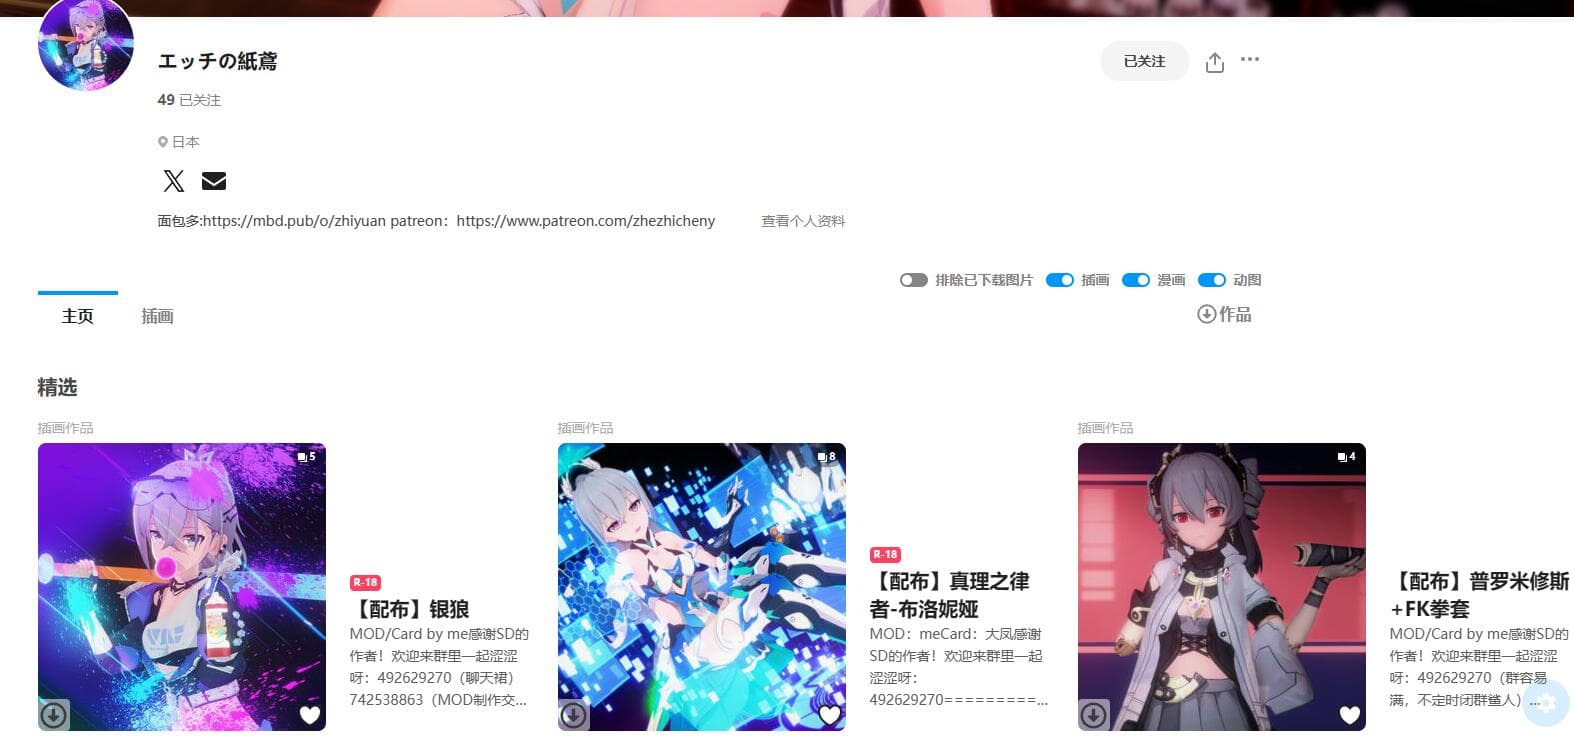 エッチの紙鳶
已关注
49 已关注
日本
面包多:https://mbd.pub/o/zhiyuan patreon：https://www.patreon.com/zhezhicheny
查看个人资料
排除已下载图片 插画 漫画 动图
主页 插画
作品
精选
插画作品
5
R-18
【配布】银狼
MOD/Card by me感谢SD的
作者！欢迎来群里一起涩涩
呀：492629270（聊天裙）
742538863（MOD制作交...
插画作品
8
R-18
【配布】真理之律
者-布洛妮娅
MOD：meCard：大凤感谢
SD的作者！欢迎来群里一起
涩涩呀：
492629270=========...
插画作品
4
【配布】普罗米修斯
+FK拳套
MOD/Card by me感谢SD的
作者！欢迎来群里一起涩涩
呀：492629270（群容易
满，不定时闭群鲨人）...